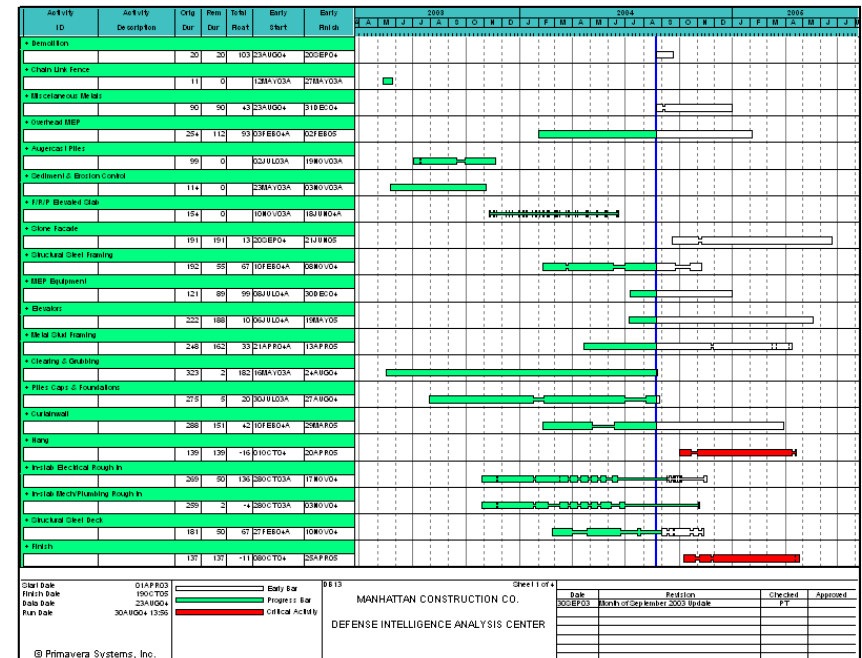 Activity ID Activity Description Orig Dur Rem Dur Total Float Early Start Early Finish 2003 2004 2005
A M J J A S O N D J F M A M J J A S O N D J F M A M J J
+ Demolition
20 20 103 23AUG04 20SEP04
+ Chain Link Fence
11 0 12MAY03A 27MAY03A
+ Miscellaneous Metals
90 90 43 23AUG04 31DEC04
+ Overhead MEP
254 112 93 03FEB04A 02FEB05
+ Augercast Piles
99 0 02JUL03A 19NOV03A
+ Sediment & Erosion Control
114 0 23MAY03A 03NOV03A
+ F/R/P Elevated Slab
154 0 10NOV03A 18JUN04A
+ Stone Facade
191 191 13 20SEP04 21JUN05
+ Structural Steel Framing
192 55 67 10FEB04A 08NOV04
+ MEP Equipment
121 89 99 08JUL04A 30DEC04
+ Elevators
222 188 10 06JUL04A 19MAY05
+ Metal Stud Framing
248 162 33 21APR04A 13APR05
+ Clearing & Grubbing
323 2 182 16MAY03A 24AUG04
+ Piles Caps & Foundations
275 5 20 30JUL03A 27AUG04
+ Curtainwall
288 151 42 10FEB04A 29MAR05
+ Hang
139 139 -16 01OCT04 20APR05
+ In-slab Electrical Rough In
269 50 136 28OCT03A 17NOV04
+ In-slab Mech/Plumbing Rough In
259 2 -4 28OCT03A 03NOV04
+ Structural Steel Deck
181 50 67 27FEB04A 10NOV04
+ Finish
137 137 -11 08OCT04 25APR05
Start Date 01APR03
Finish Date 19OCT05
Data Date 23AUG04
Run Date 30AUG04 13:56
© Primavera Systems, Inc.
Early Bar
Progress Bar
Critical Activity
DB13 Sheet 1 of 4
MANHATTAN CONSTRUCTION CO.
DEFENSE INTELLIGENCE ANALYSIS CENTER
Date Revision Checked Approved
30SEP03 Month of September 2003 Update PT